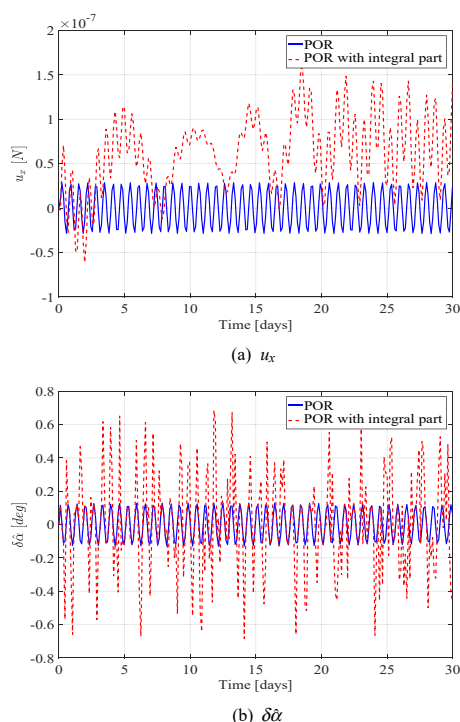 ×10⁻⁷
2
1.5
1
0.5
0
-0.5
-1
u_x [N]
POR
POR with integral part
0 5 10 15 20 25 30
Time [days]
(a) u_x
0.8
0.6
0.4
0.2
0
-0.2
-0.4
-0.6
-0.8
δα̂ [deg]
POR
POR with integral part
0 5 10 15 20 25 30
Time [days]
(b) δα̂